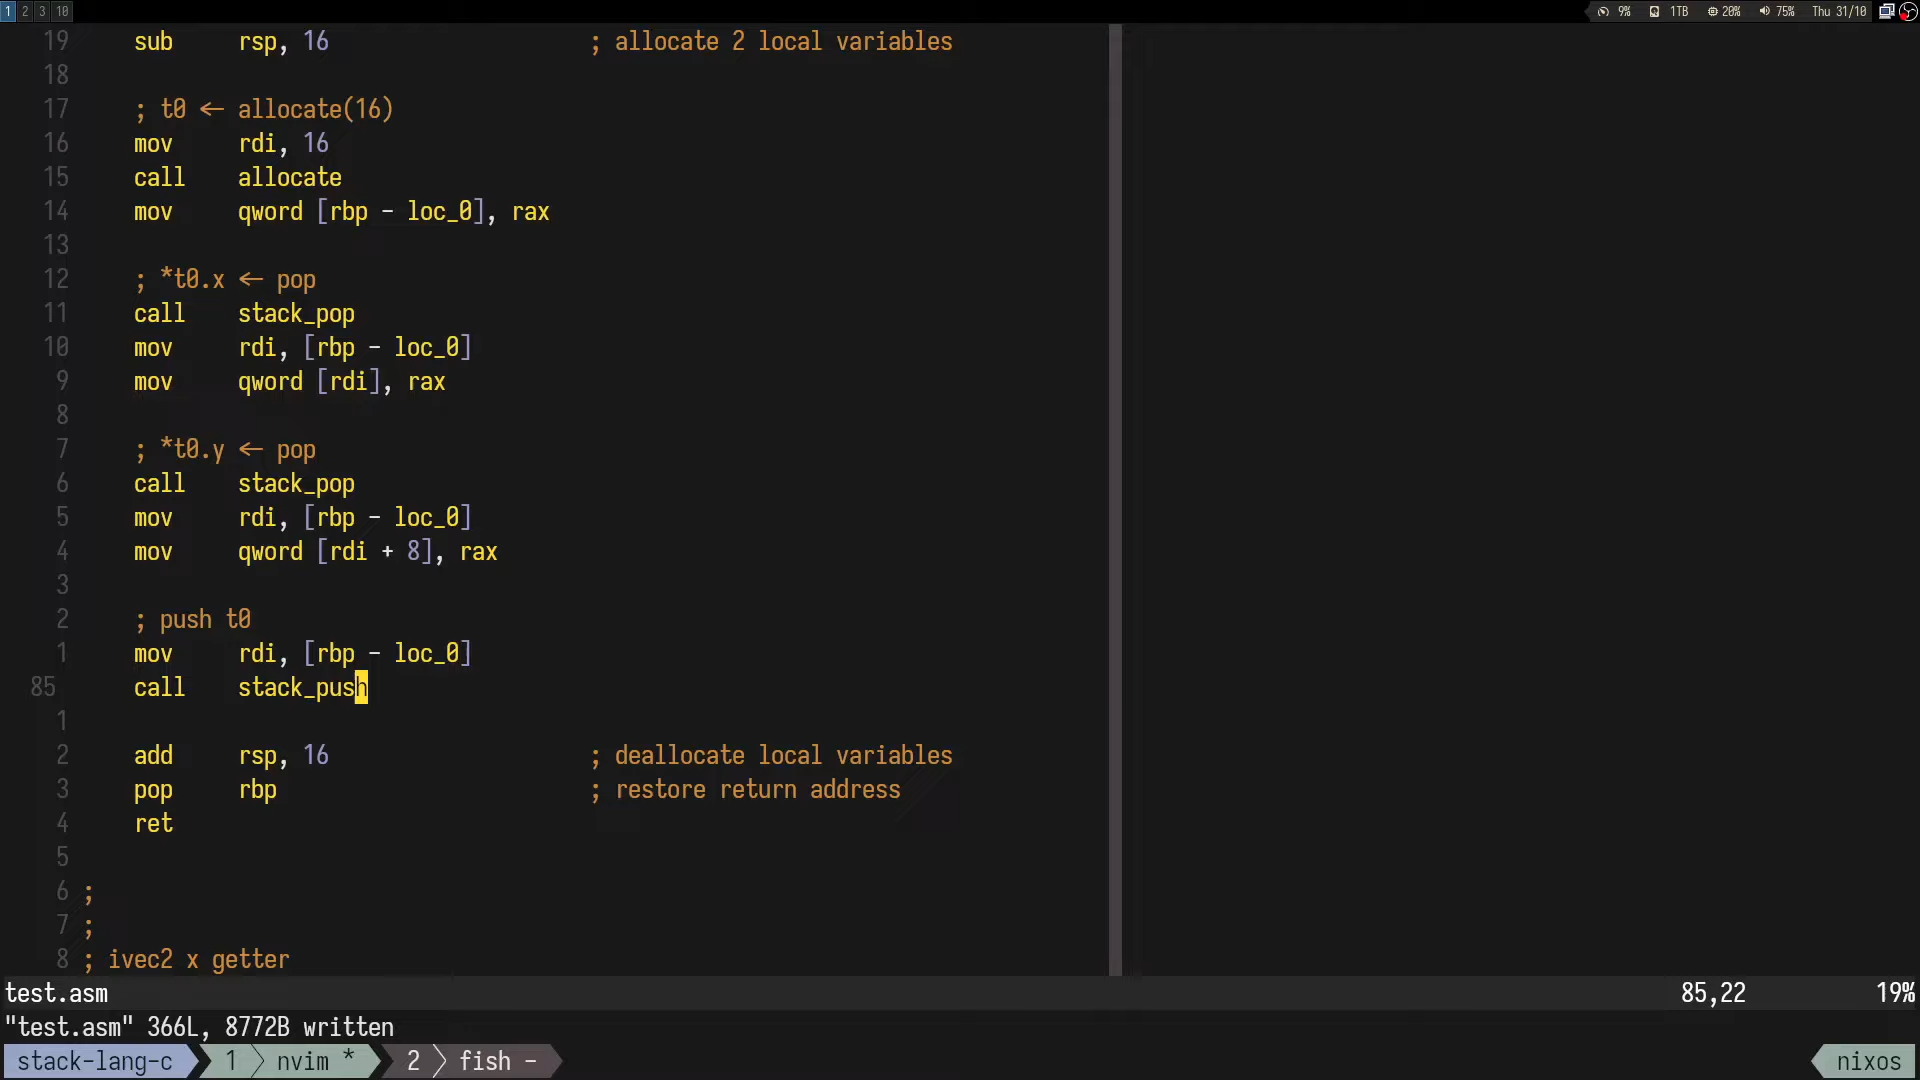 1 2 3 10 9% 1TB 20% 75% Thu 31/10
19 sub rsp, 16 ; allocate 2 local variables
18
17 ; t0 <- allocate(16)
16 mov rdi, 16
15 call allocate
14 mov qword [rbp - loc_0], rax
13
12 ; *t0.x <- pop
11 call stack_pop
10 mov rdi, [rbp - loc_0]
9 mov qword [rdi], rax
8
7 ; *t0.y <- pop
6 call stack_pop
5 mov rdi, [rbp - loc_0]
4 mov qword [rdi + 8], rax
3
2 ; push t0
1 mov rdi, [rbp - loc_0]
85 call stack_push
1
2 add rsp, 16 ; deallocate local variables
3 pop rbp ; restore return address
4 ret
5
6 ;
7 ;
8 ; ivec2 x getter
test.asm 85,22 19%
"test.asm" 366L, 8772B written
stack-lang-c 1 nvim * 2 fish - nixos